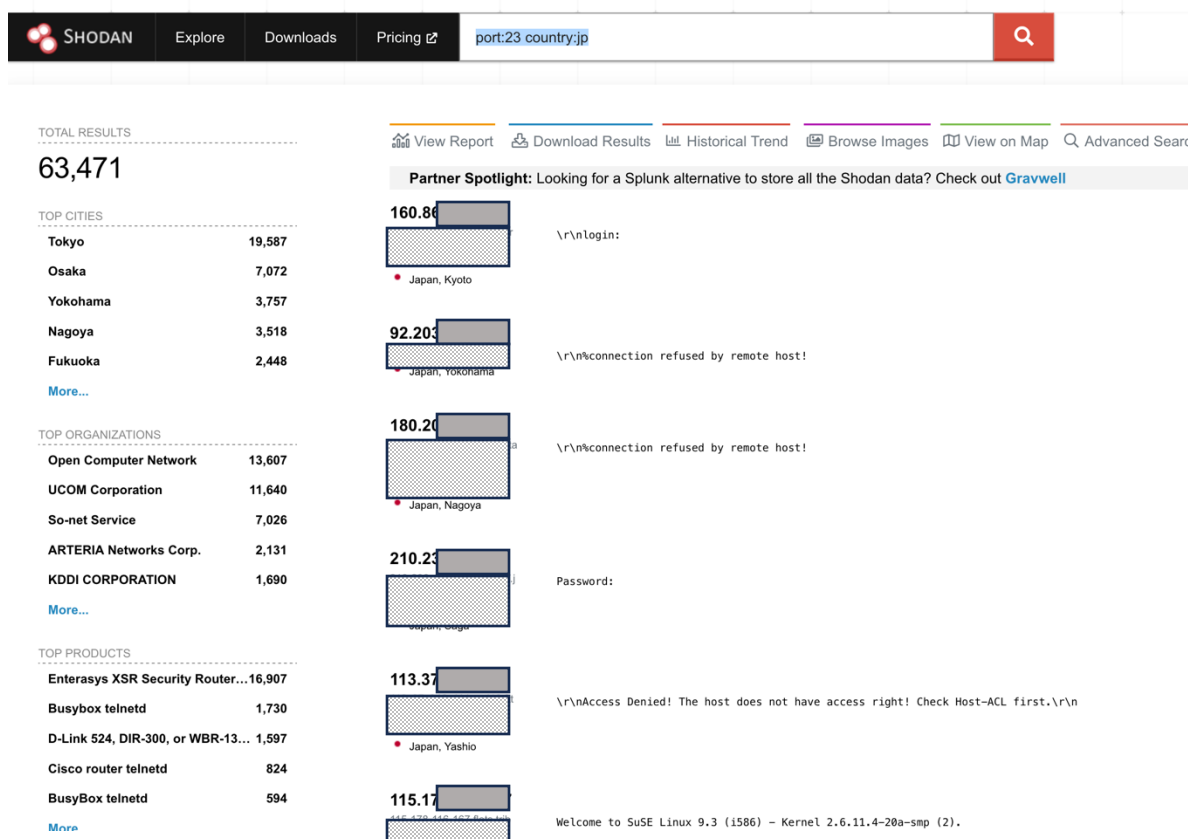 SHODAN Explore Downloads Pricing port:23 country:jp
View Report Download Results Historical Trend Browse Images View on Map Advanced
Partner Spotlight: Looking for a Splunk alternative to store all the Shodan data? Check out Gravwell
TOTAL RESULTS
63,471
TOP CITIES
Tokyo 19,587
Osaka 7,072
Yokohama 3,757
Nagoya 3,518
Fukuoka 2,448
More...
TOP ORGANIZATIONS
Open Computer Network 13,607
UCOM Corporation 11,640
So-net Service 7,026
ARTERIA Networks Corp. 2,131
KDDI CORPORATION 1,690
More...
TOP PRODUCTS
Enterasys XSR Security Router... 16,907
Busybox telnetd 1,730
D-Link 524, DIR-300, or WBR-13... 1,597
Cisco router telnetd 824
BusyBox telnetd 594
More
160.86
\r\nlogin:
Japan, Kyoto
92.203
\r\n%connection refused by remote host!
Japan, Yokohama
180.20
\r\n%connection refused by remote host!
Japan, Nagoya
210.23
Password:
Japan, Saga
113.37
\r\nAccess Denied! The host does not have access right! Check Host-ACL first.\r\n
Japan, Yashio
115.17
Welcome to SuSE Linux 9.3 (i586) - Kernel 2.6.11.4-20a-smp (2).